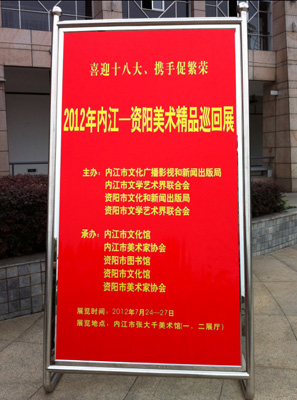 喜迎十八大、携手促繁荣
2012年内江—资阳美术精品巡回展
主办：内江市文化广播影视和新闻出版局
内江市文学艺术界联合会
资阳市文化和新闻出版局
资阳市文学艺术界联合会
承办：内江市文化馆
内江市美术家协会
资阳市图书馆
资阳市文化馆
资阳市美术家协会
展览时间：2012年7月24—27日
展览地点：内江市张大千美术馆(一、二展厅)